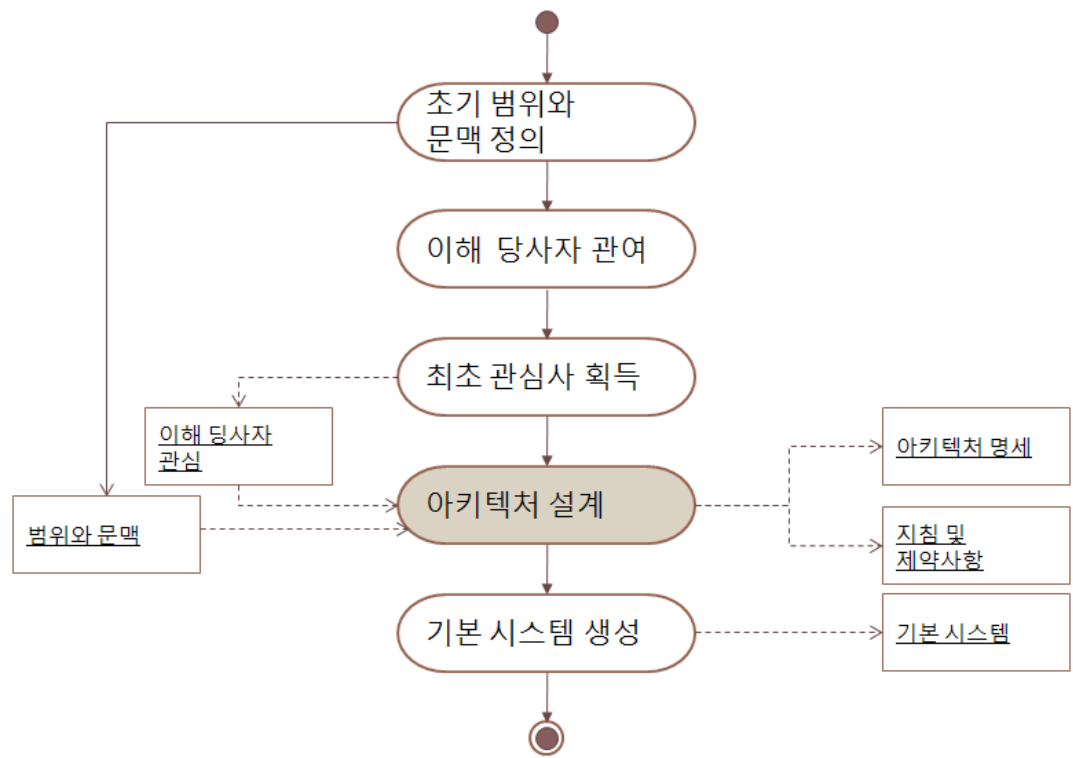 초기 범위와
문맥 정의
이해 당사자 관여
최초 관심사 획득
이해 딩사자
관심
아키텍처 명세
아키텍처 설계
범위와 문맥
지침 및
제약사항
기본 시스템 생성
기본 시스템